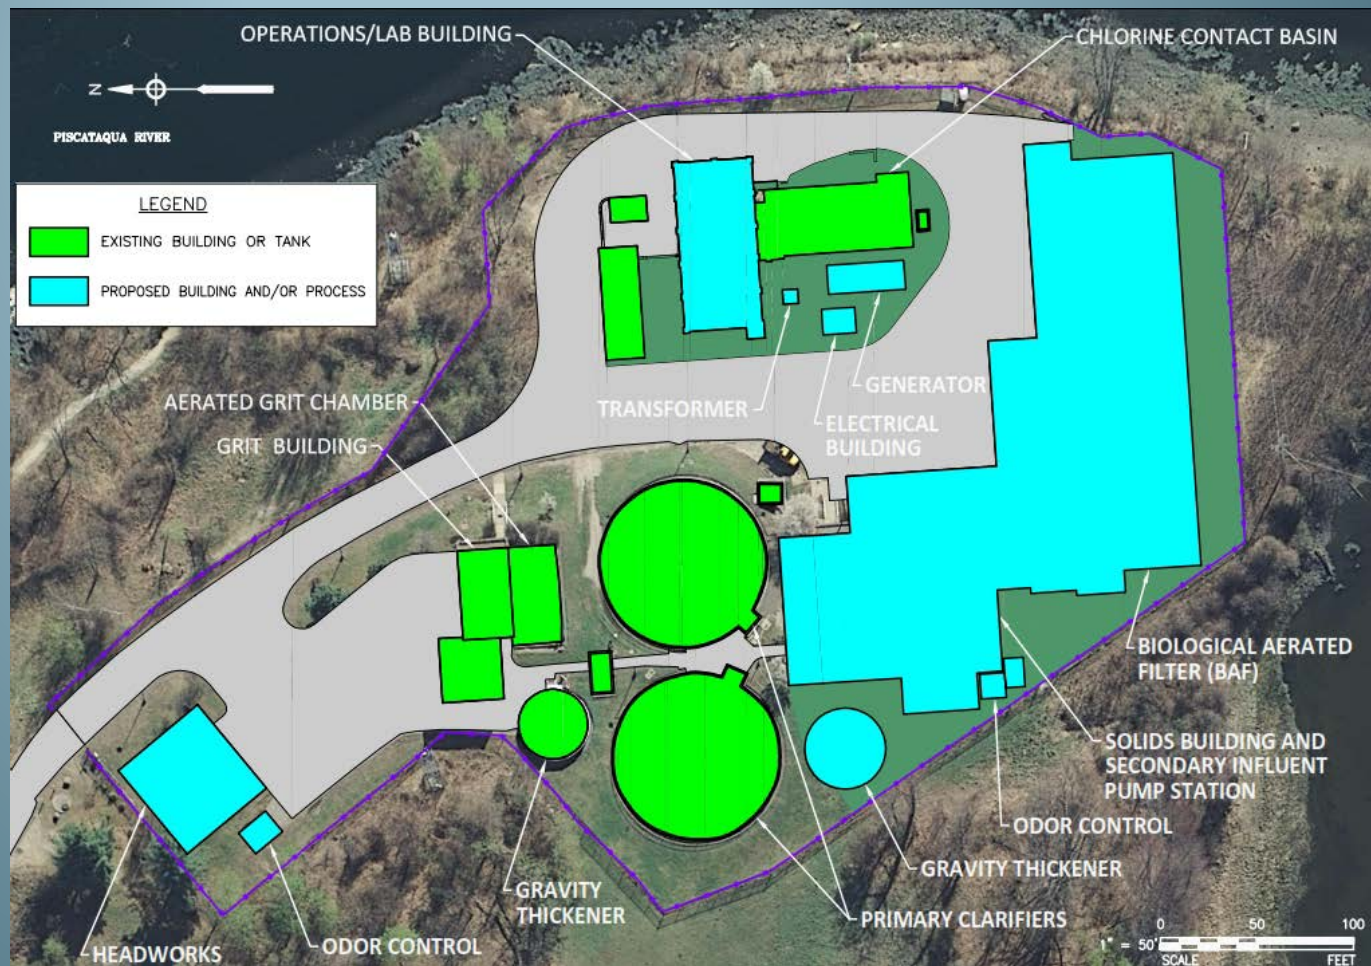 OPERATIONS/LAB BUILDING
CHLORINE CONTACT BASIN
N
PISCATAQUA RIVER
LEGEND
EXISTING BUILDING OR TANK
PROPOSED BUILDING AND/OR PROCESS
AERATED GRIT CHAMBER
GRIT BUILDING
TRANSFORMER
GENERATOR
ELECTRICAL
BUILDING
BIOLOGICAL AERATED
FILTER (BAF)
SOLIDS BUILDING AND
SECONDARY INFLUENT
PUMP STATION
ODOR CONTROL
GRAVITY THICKENER
PRIMARY CLARIFIERS
GRAVITY
THICKENER
ODOR CONTROL
HEADWORKS
0 50 100
1" = 50'
SCALE FEET